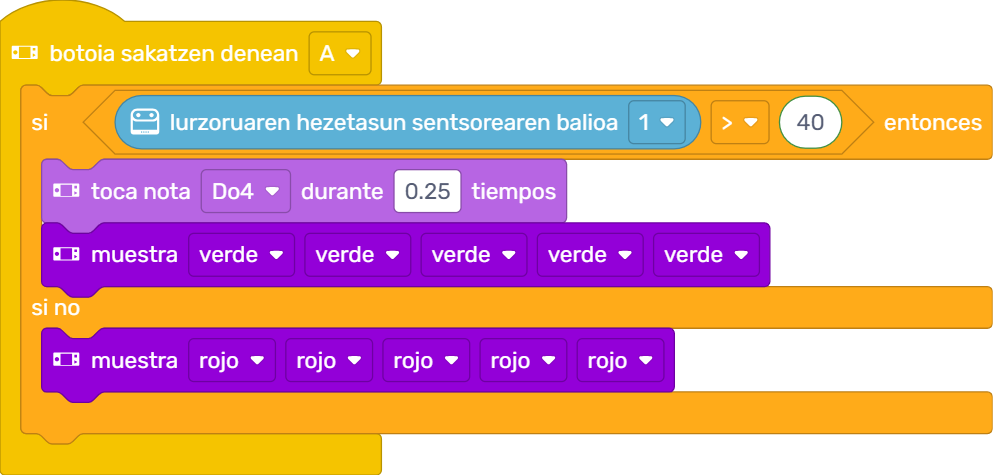 botoia sakatzen denean A
si lurzoruaren hezetasun sentsorearen balioa 1 > 40 entonces
toca nota Do4 durante 0.25 tiempos
muestra verde verde verde verde verde
si no
muestra rojo rojo rojo rojo rojo